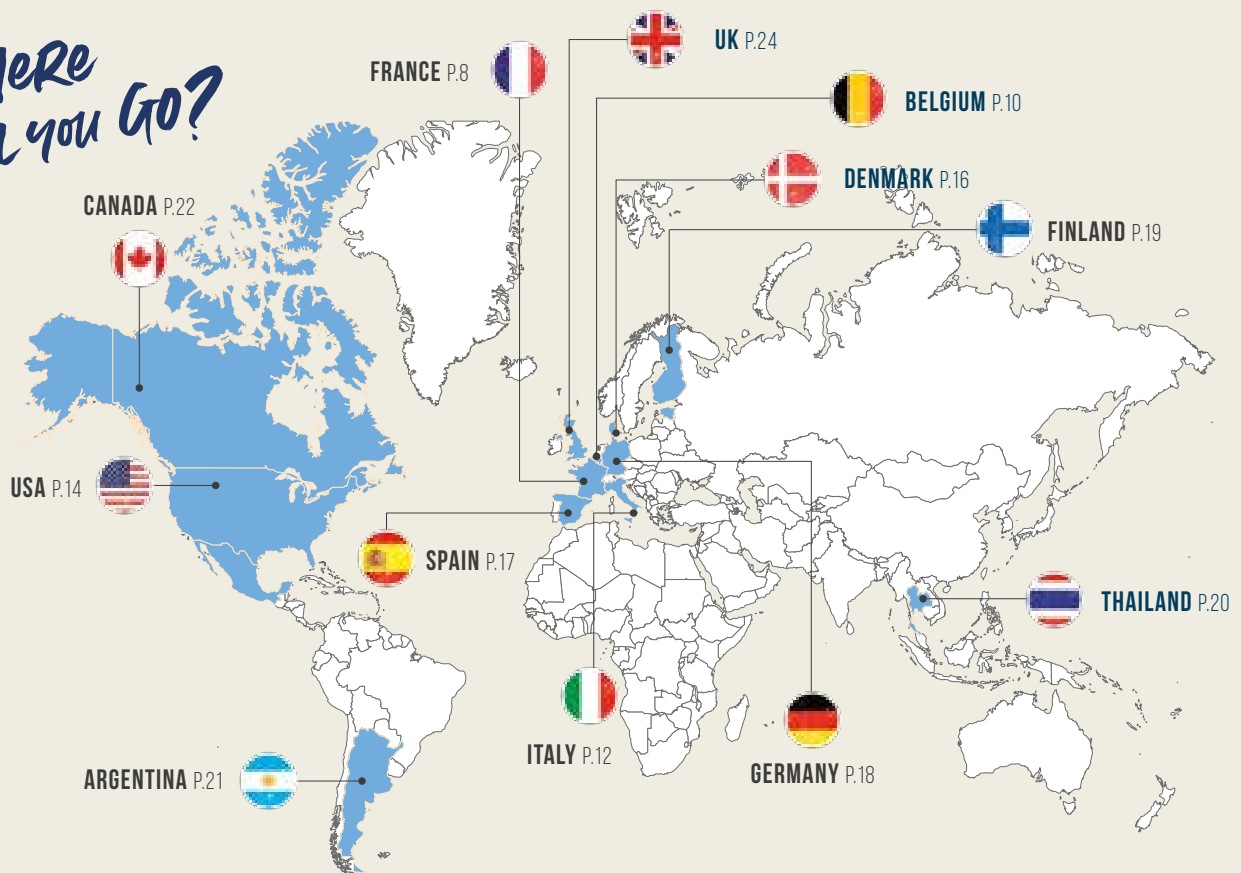 you Go?
UK P.24
FRANCE P.8
BELGIUM P.10
DENMARK P.16
CANADA P.22
FINLAND P.19
USA P.14
SPAIN P.17
THAILAND P.20
ITALY P.12
GERMANY P.18
ARGENTINA P.21